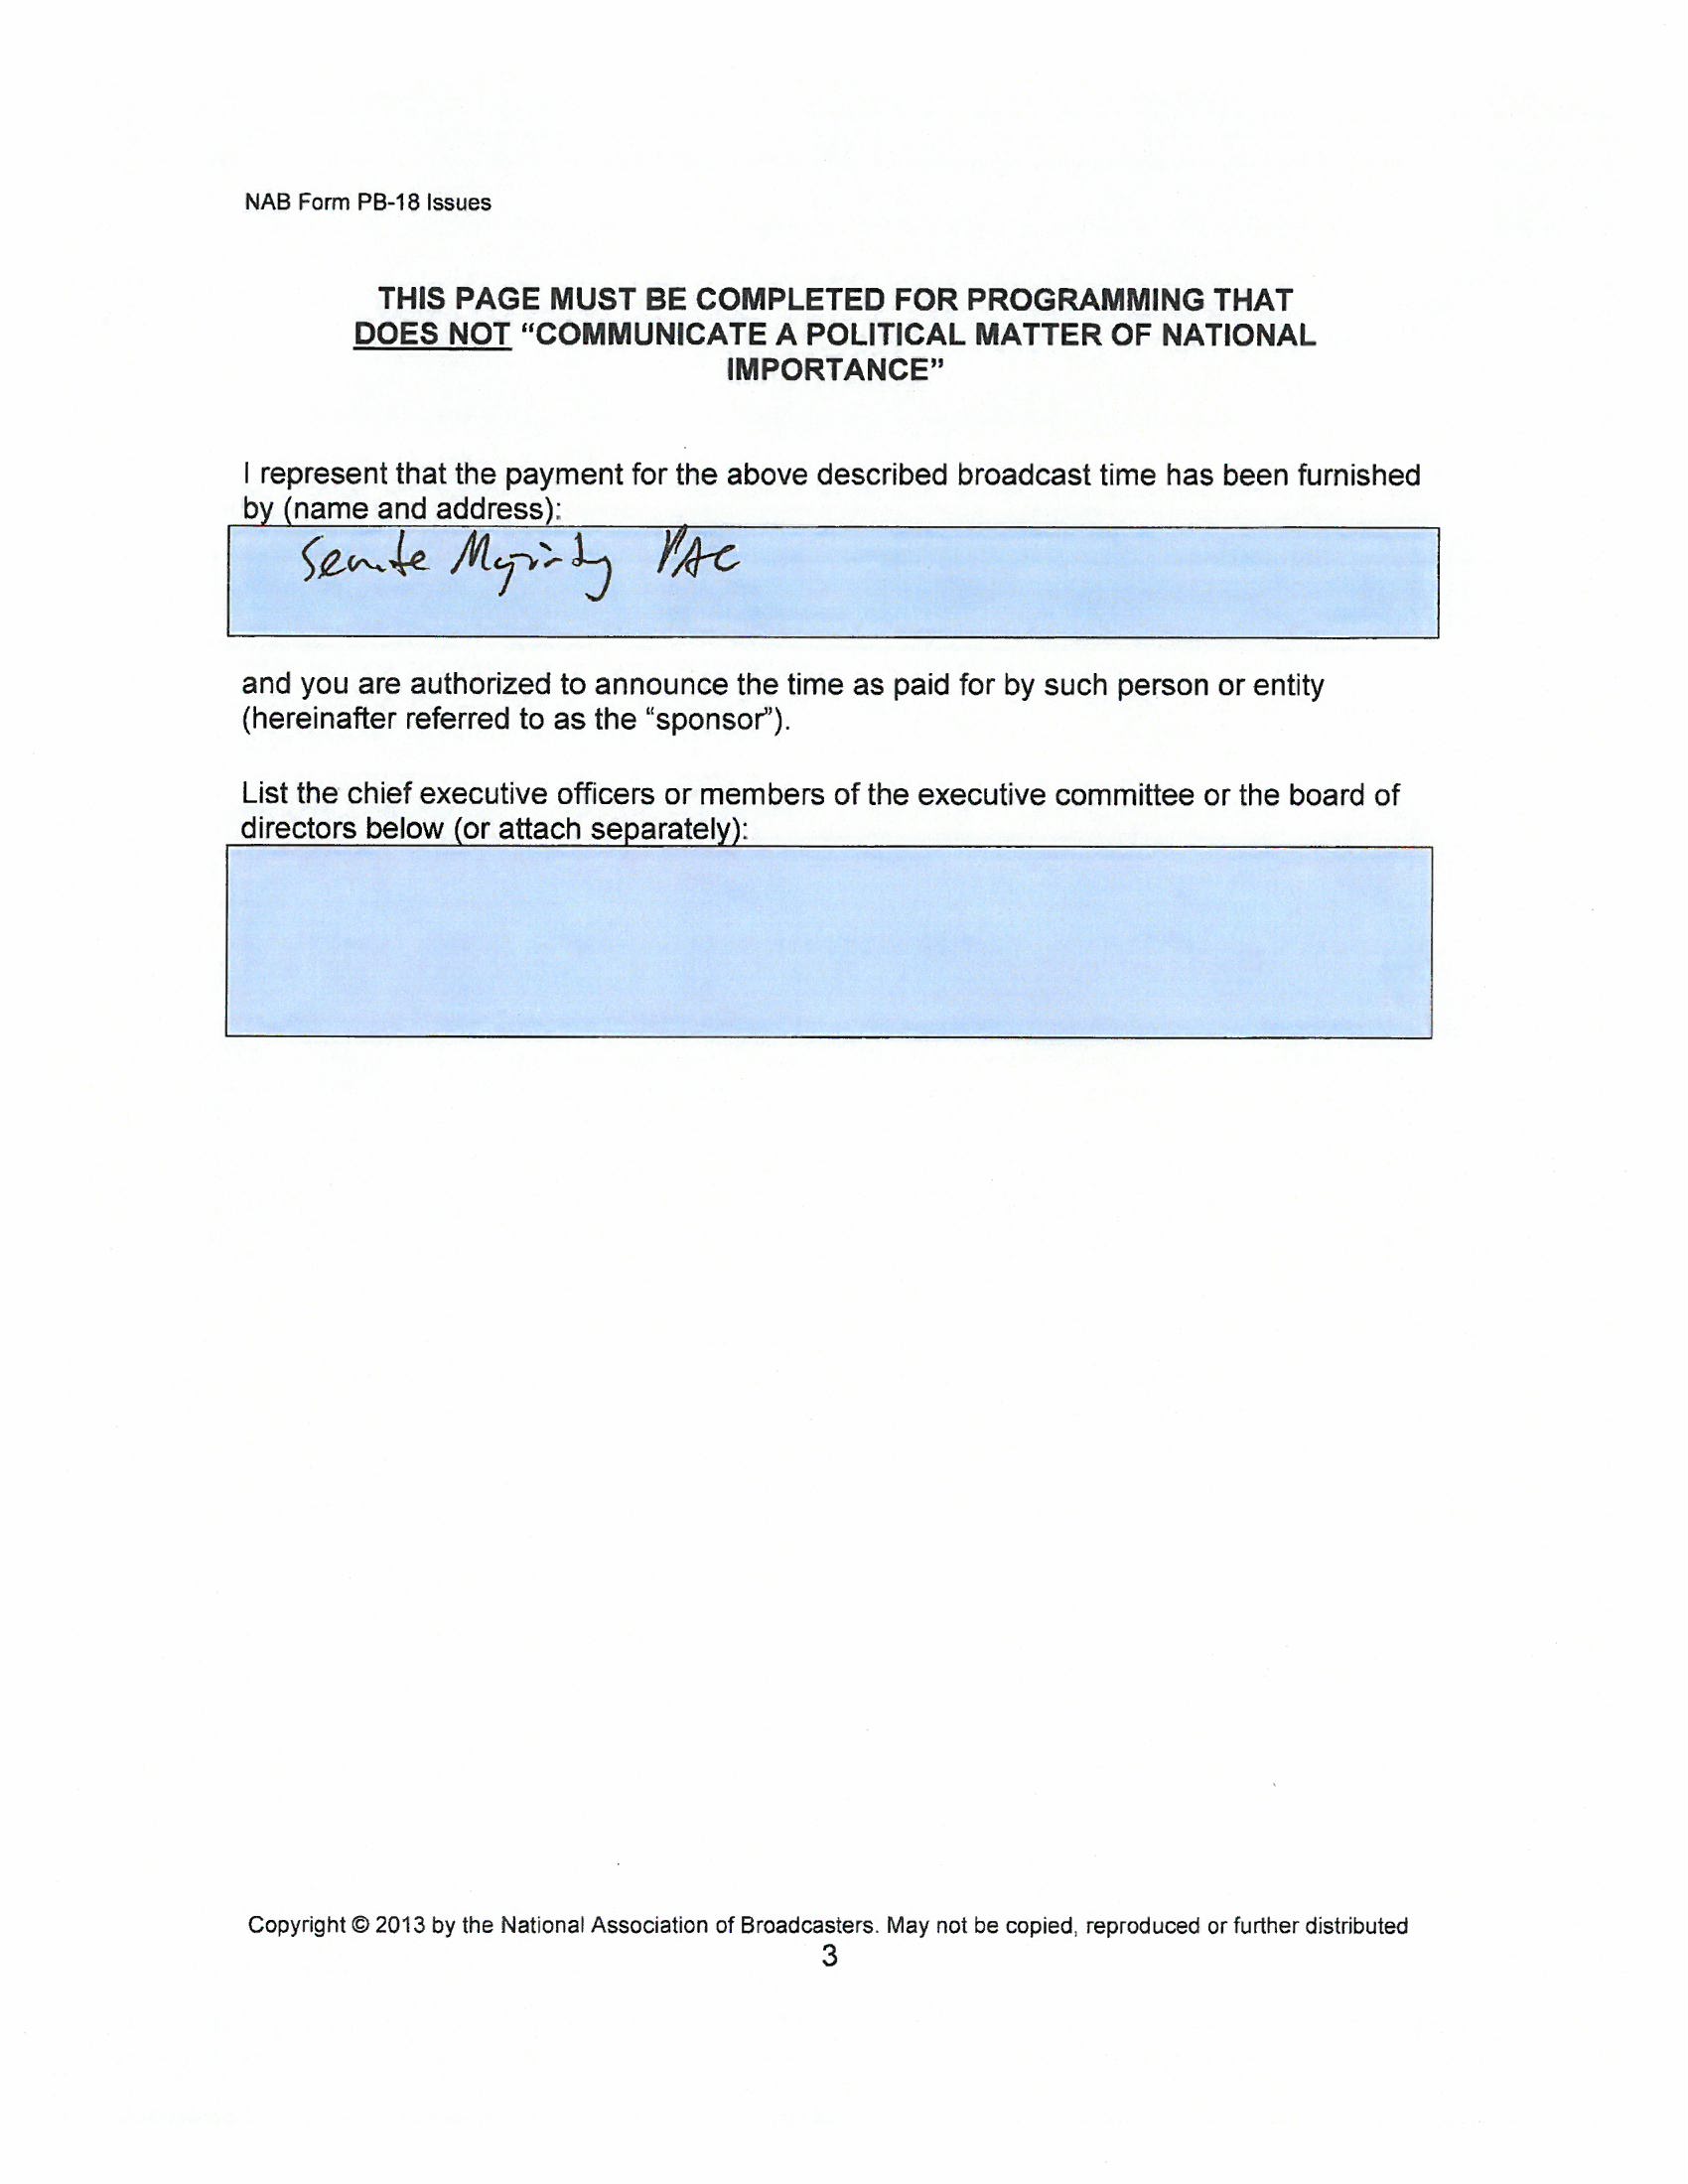 NAB Form PB-18 Issues
THIS PAGE MUST BE COMPLETED FOR PROGRAMMING THAT
DOES NOT “COMMUNICATE A POLITICAL MATTER OF NATIONAL
IMPORTANCE”
I represent that the payment for the above described broadcast time has been furnished
by (name and address):
Senate Majority PAC
and you are authorized to announce the time as paid for by such person or entity
(hereinafter referred to as the “sponsor”).
List the chief executive officers or members of the executive committee or the board of
directors below (or attach separately):
Copyright © 2013 by the National Association of Broadcasters. May not be copied, reproduced or further distributed
3